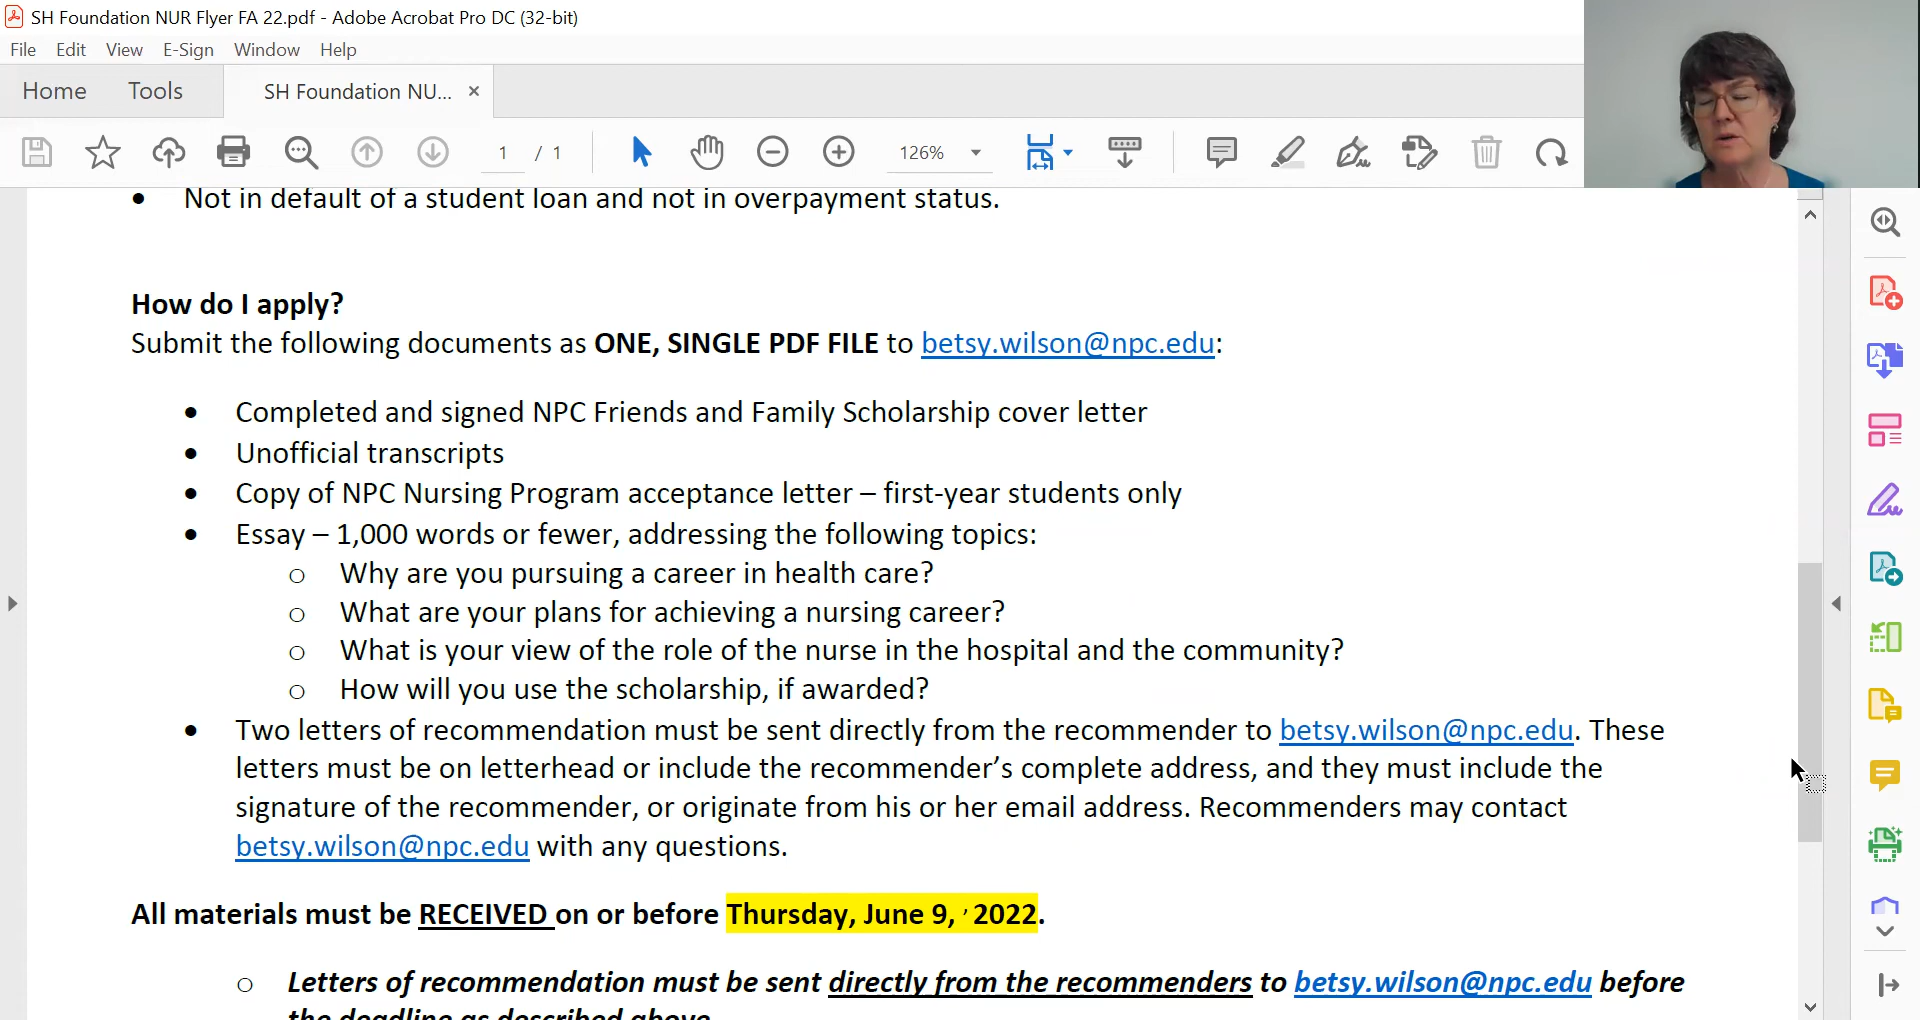 SH Foundation NUR Flyer FA 22.pdf - Adobe Acrobat Pro DC (32-bit)
File Edit View E-Sign Window Help
Home Tools SH Foundation NU... ×
1 / 1 126%
• Not in default of a student loan and not in overpayment status.
How do I apply?
Submit the following documents as ONE, SINGLE PDF FILE to betsy.wilson@npc.edu:
• Completed and signed NPC Friends and Family Scholarship cover letter
• Unofficial transcripts
• Copy of NPC Nursing Program acceptance letter – first-year students only
• Essay – 1,000 words or fewer, addressing the following topics:
o Why are you pursuing a career in health care?
o What are your plans for achieving a nursing career?
o What is your view of the role of the nurse in the hospital and the community?
o How will you use the scholarship, if awarded?
• Two letters of recommendation must be sent directly from the recommender to betsy.wilson@npc.edu. These
letters must be on letterhead or include the recommender’s complete address, and they must include the
signature of the recommender, or originate from his or her email address. Recommenders may contact
betsy.wilson@npc.edu with any questions.
All materials must be RECEIVED on or before Thursday, June 9, , 2022.
o Letters of recommendation must be sent directly from the recommenders to betsy.wilson@npc.edu before
the deadline as described above